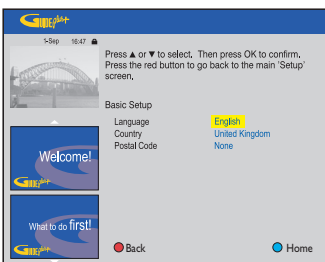 GUIDE plus+
1-Sep 16:47
Press ▲ or ▼ to select. Then press OK to confirm.
Press the red button to go back to the main 'Setup'
screen.
Basic Setup
Language English
Country United Kingdom
Postal Code None
Welcome!
GUIDE plus+
What to do first!
GUIDE plus+
Back Home